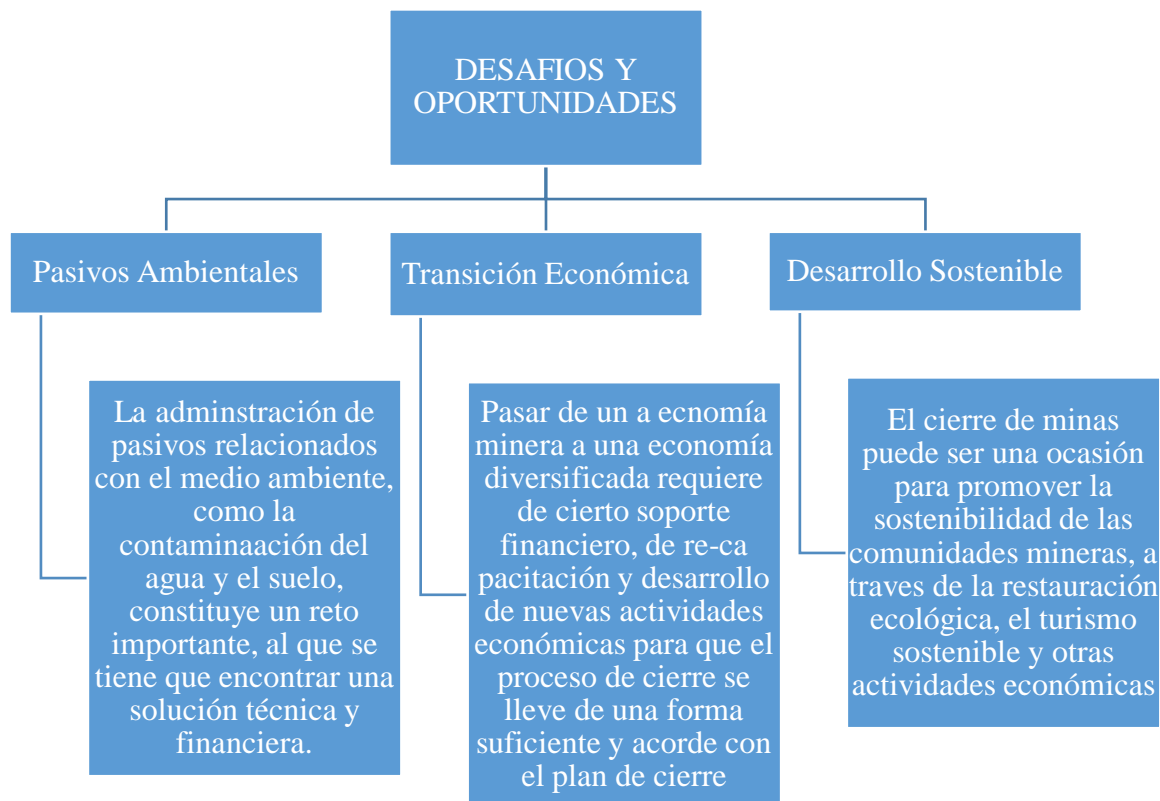 DESAFIOS Y
OPORTUNIDADES
Pasivos Ambientales
La adminstración de
pasivos relacionados
con el medio ambiente,
como la
contaminaación del
agua y el suelo,
constituye un reto
importante, al que se
tiene que encontrar una
solución técnica y
financiera.
Transición Económica
Pasar de un a ecnomía
minera a una economía
diversificada requiere
de cierto soporte
financiero, de re-ca
pacitación y desarrollo
de nuevas actividades
económicas para que el
proceso de cierre se
lleve de una forma
suficiente y acorde con
el plan de cierre
Desarrollo Sostenible
El cierre de minas
puede ser una ocasión
para promover la
sostenibilidad de las
comunidades mineras, a
traves de la restauración
ecológica, el turismo
sostenible y otras
actividades económicas